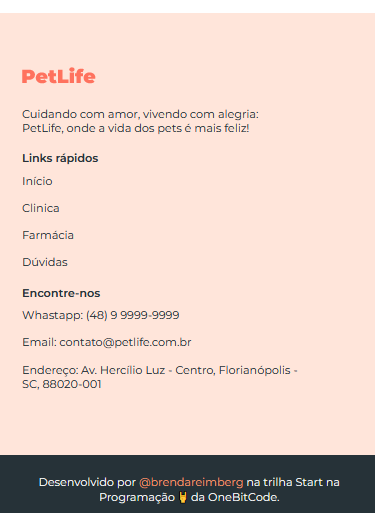 PetLife
Cuidando com amor, vivendo com alegria:
PetLife, onde a vida dos pets é mais feliz!
Links rápidos
Início
Clinica
Farmácia
Dúvidas
Encontre-nos
Whastapp: (48) 9 9999-9999
Email: contato@petlife.com.br
Endereço: Av. Hercílio Luz - Centro, Florianópolis -
SC, 88020-001
Desenvolvido por @brendareimberg na trilha Start na
Programação 🤘 da OneBitCode.